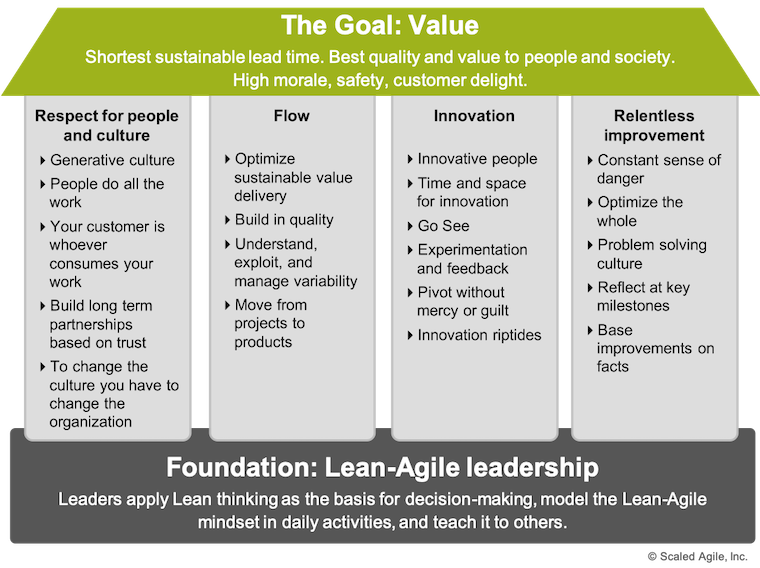 The Goal: Value
Shortest sustainable lead time. Best quality and value to people and society.
High morale, safety, customer delight.
Respect for people
and culture
Generative culture
People do all the
work
Your customer is
whoever
consumes your
work
Build long term
partnerships
based on trust
To change the
culture you have to
change the
organization
Flow
Optimize
sustainable value
delivery
Build in quality
Understand,
exploit, and
manage variability
Move from
projects to
products
Innovation
Innovative people
Time and space
for innovation
Go See
Experimentation
and feedback
Pivot without
mercy or guilt
Innovation riptides
Relentless
improvement
Constant sense of
danger
Optimize the
whole
Problem solving
culture
Reflect at key
milestones
Base
improvements on
facts
Foundation: Lean-Agile leadership
Leaders apply Lean thinking as the basis for decision-making, model the Lean-Agile
mindset in daily activities, and teach it to others.
© Scaled Agile, Inc.